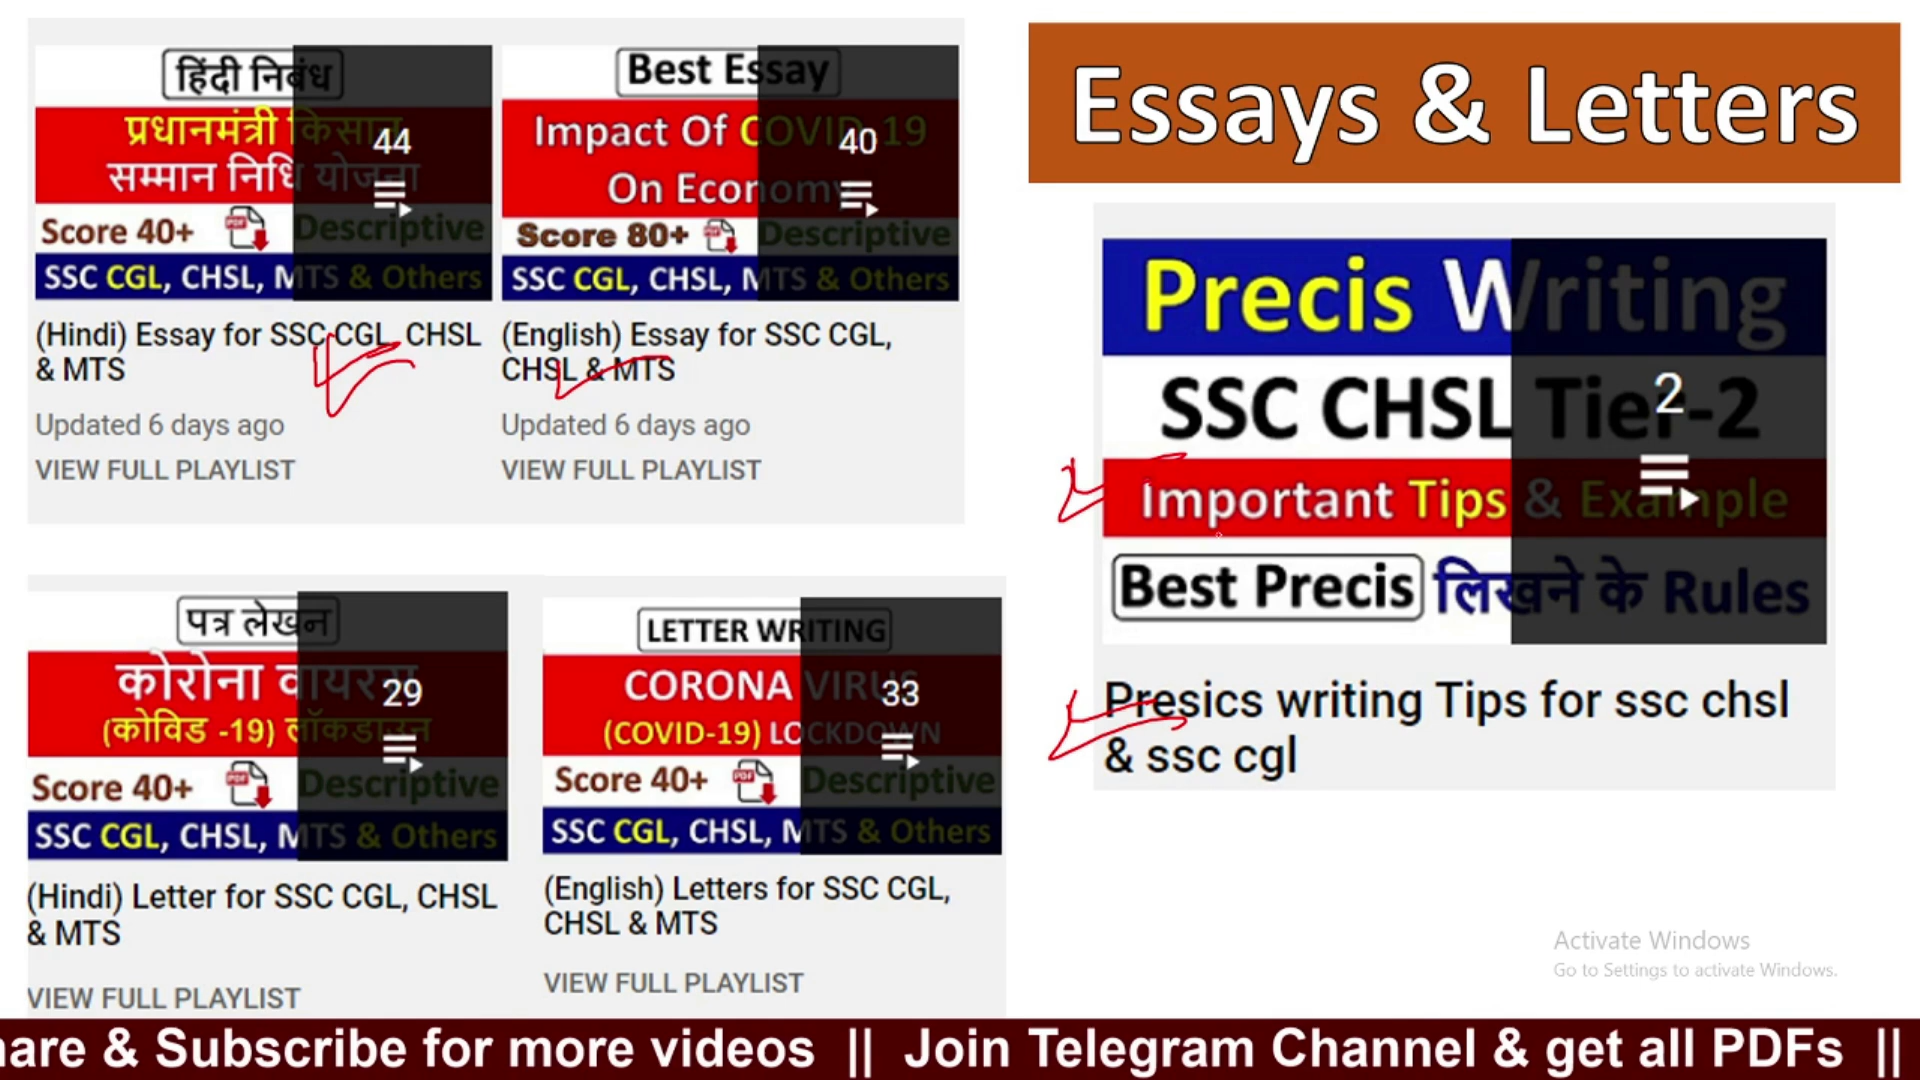 हिंदी निबंध
प्रधानमंत्री किसान
सम्मान निधि योजना
44
Score 40+ PDF Descriptive
SSC CGL, CHSL, MTS & Others
(Hindi) Essay for SSC CGL, CHSL
& MTS
Updated 6 days ago
VIEW FULL PLAYLIST
Best Essay
Impact Of COVID-19
On Economy
40
Score 80+ PDF Descriptive
SSC CGL, CHSL, MTS & Others
(English) Essay for SSC CGL,
CHSL & MTS
Updated 6 days ago
VIEW FULL PLAYLIST
Essays & Letters
Precis Writing
SSC CHSL Tier-2
2
Important Tips & Example
Best Precis लिखने के Rules
Presics writing Tips for ssc chsl
& ssc cgl
पत्र लेखन
कोरोना वायरस
(कोविड -19) लॉकडाउन
29
Score 40+ PDF Descriptive
SSC CGL, CHSL, MTS & Others
(Hindi) Letter for SSC CGL, CHSL
& MTS
VIEW FULL PLAYLIST
LETTER WRITING
CORONA VIRUS
(COVID-19) LOCKDOWN
33
Score 40+ PDF Descriptive
SSC CGL, CHSL, MTS & Others
(English) Letters for SSC CGL,
CHSL & MTS
VIEW FULL PLAYLIST
Activate Windows
Go to Settings to activate Windows.
hare & Subscribe for more videos || Join Telegram Channel & get all PDFs ||